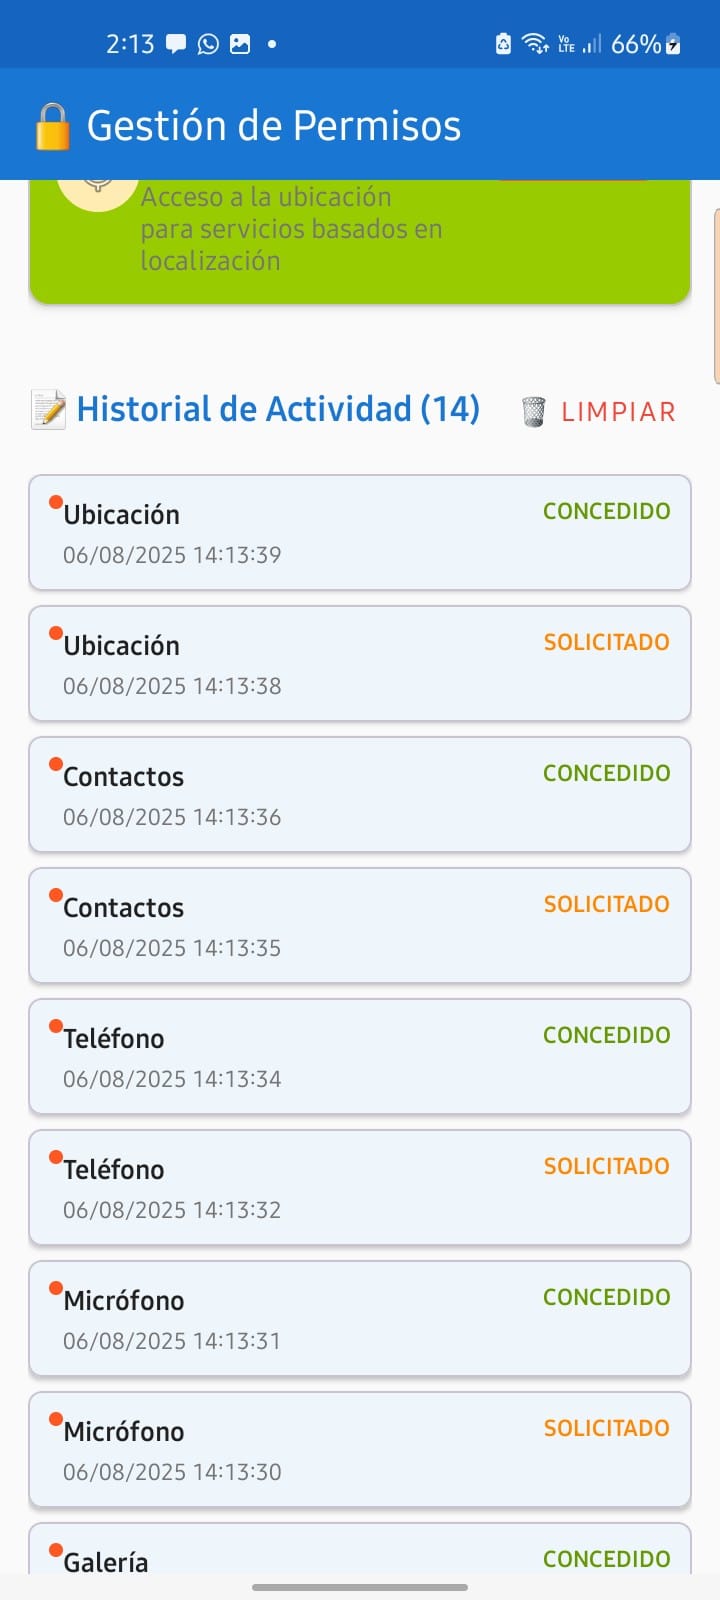 2:13
Vo LTE 66%
Gestión de Permisos
Acceso a la ubicación
para servicios basados en
localización
Historial de Actividad (14) LIMPIAR
Ubicación CONCEDIDO
06/08/2025 14:13:39
Ubicación SOLICITADO
06/08/2025 14:13:38
Contactos CONCEDIDO
06/08/2025 14:13:36
Contactos SOLICITADO
06/08/2025 14:13:35
Teléfono CONCEDIDO
06/08/2025 14:13:34
Teléfono SOLICITADO
06/08/2025 14:13:32
Micrófono CONCEDIDO
06/08/2025 14:13:31
Micrófono SOLICITADO
06/08/2025 14:13:30
Galería CONCEDIDO